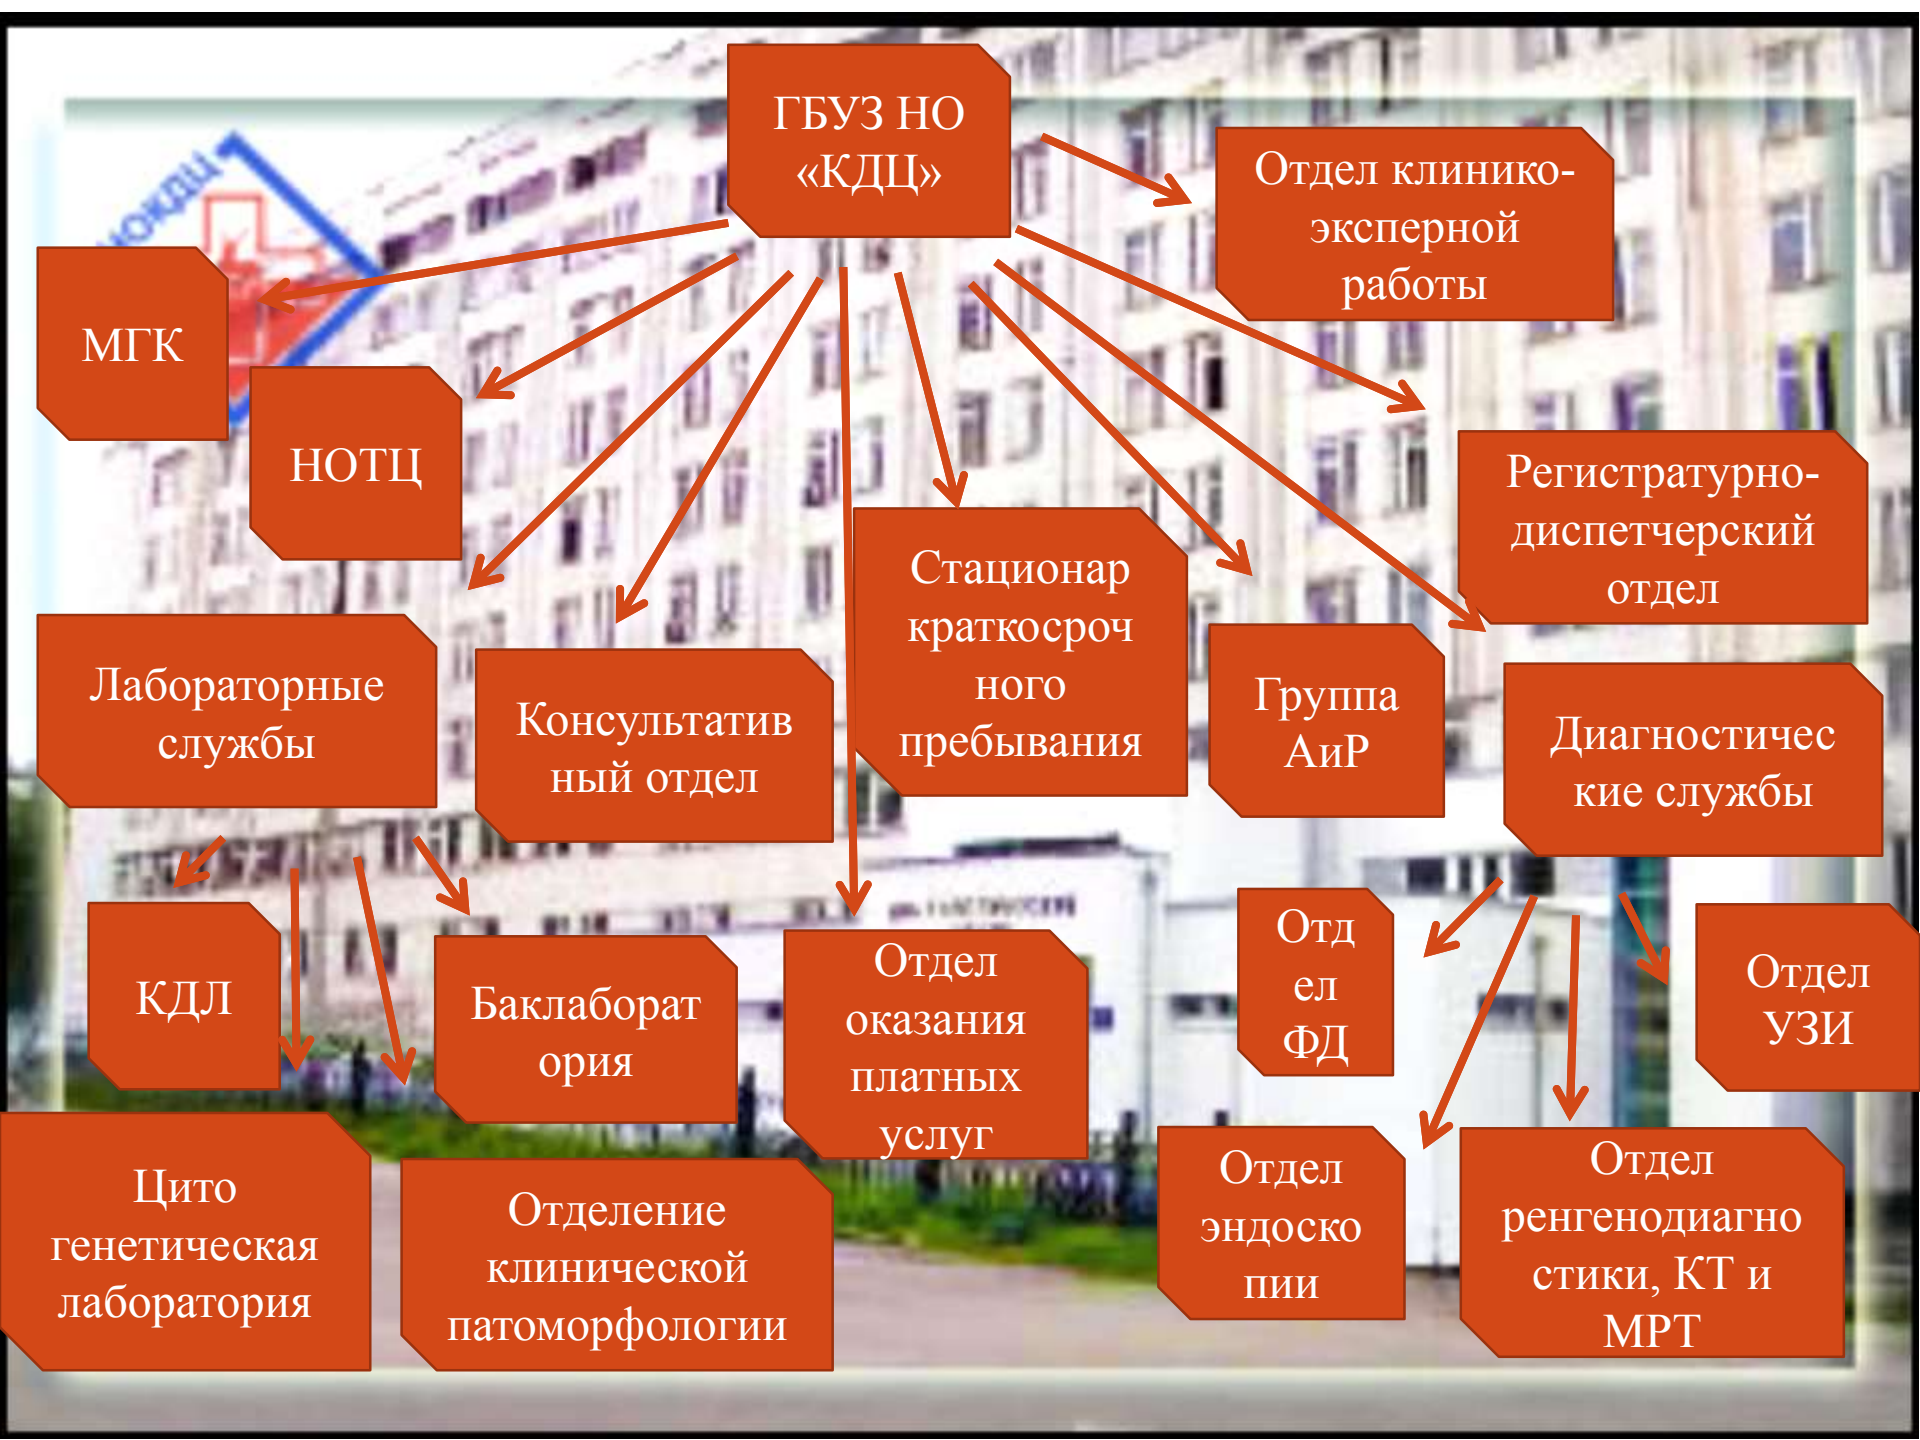 ГБУЗ НО
«КДЦ»
Отдел клинико-
эксперной
работы
НОКДЦ
МГК
НОТЦ
Регистратурно-
диспетчерский
отдел
Стационар
краткосроч
ного
пребывания
Лабораторные
службы
Консультатив
ный отдел
Группа
АиР
Диагностичес
кие службы
КДЛ
Баклаборат
ория
Отдел
оказания
платных
услуг
Отд
ел
ФД
Отдел
УЗИ
Цито
генетическая
лаборатория
Отделение
клинической
патоморфологии
Отдел
эндоско
пии
Отдел
ренгенодиагно
стики, КТ и
МРТ